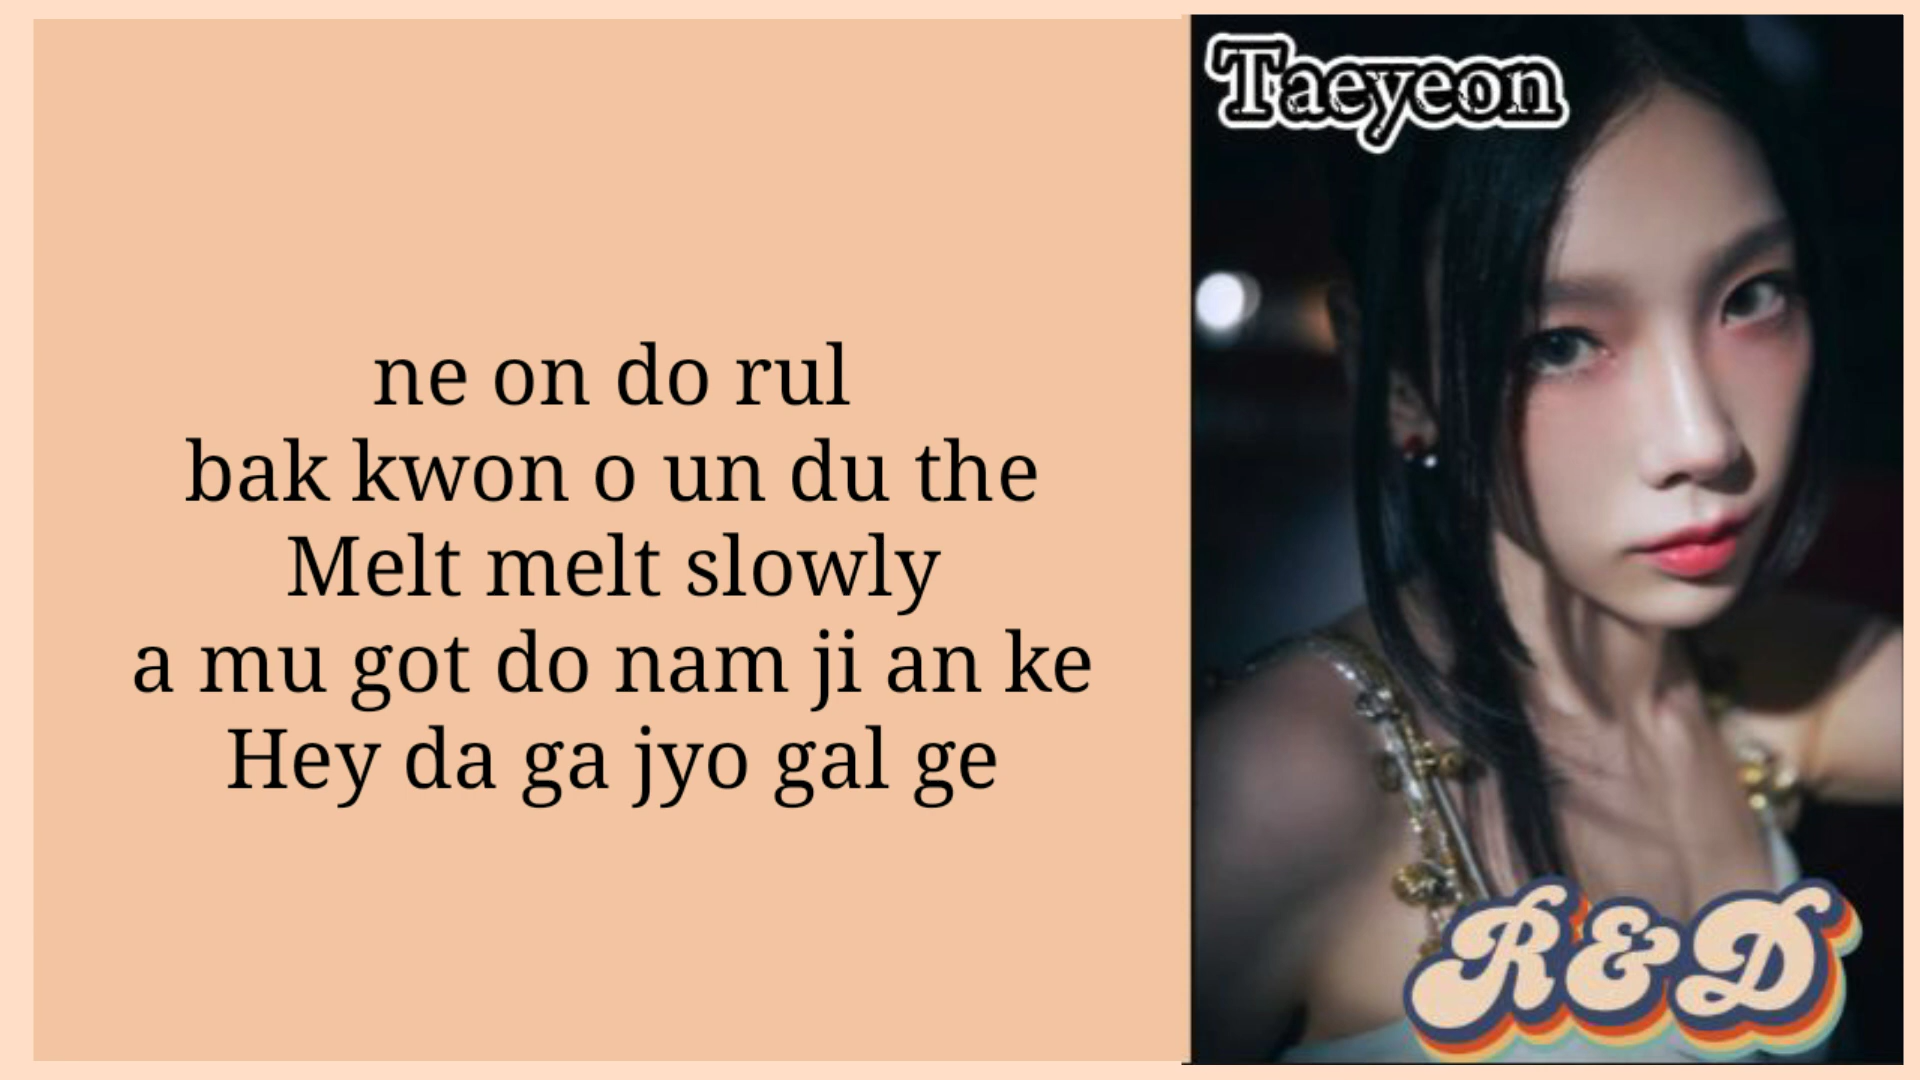 ne on do rul
bak kwon o un du the
Melt melt slowly
a mu got do nam ji an ke
Hey da ga jyo gal ge
Taeyeon
R&D